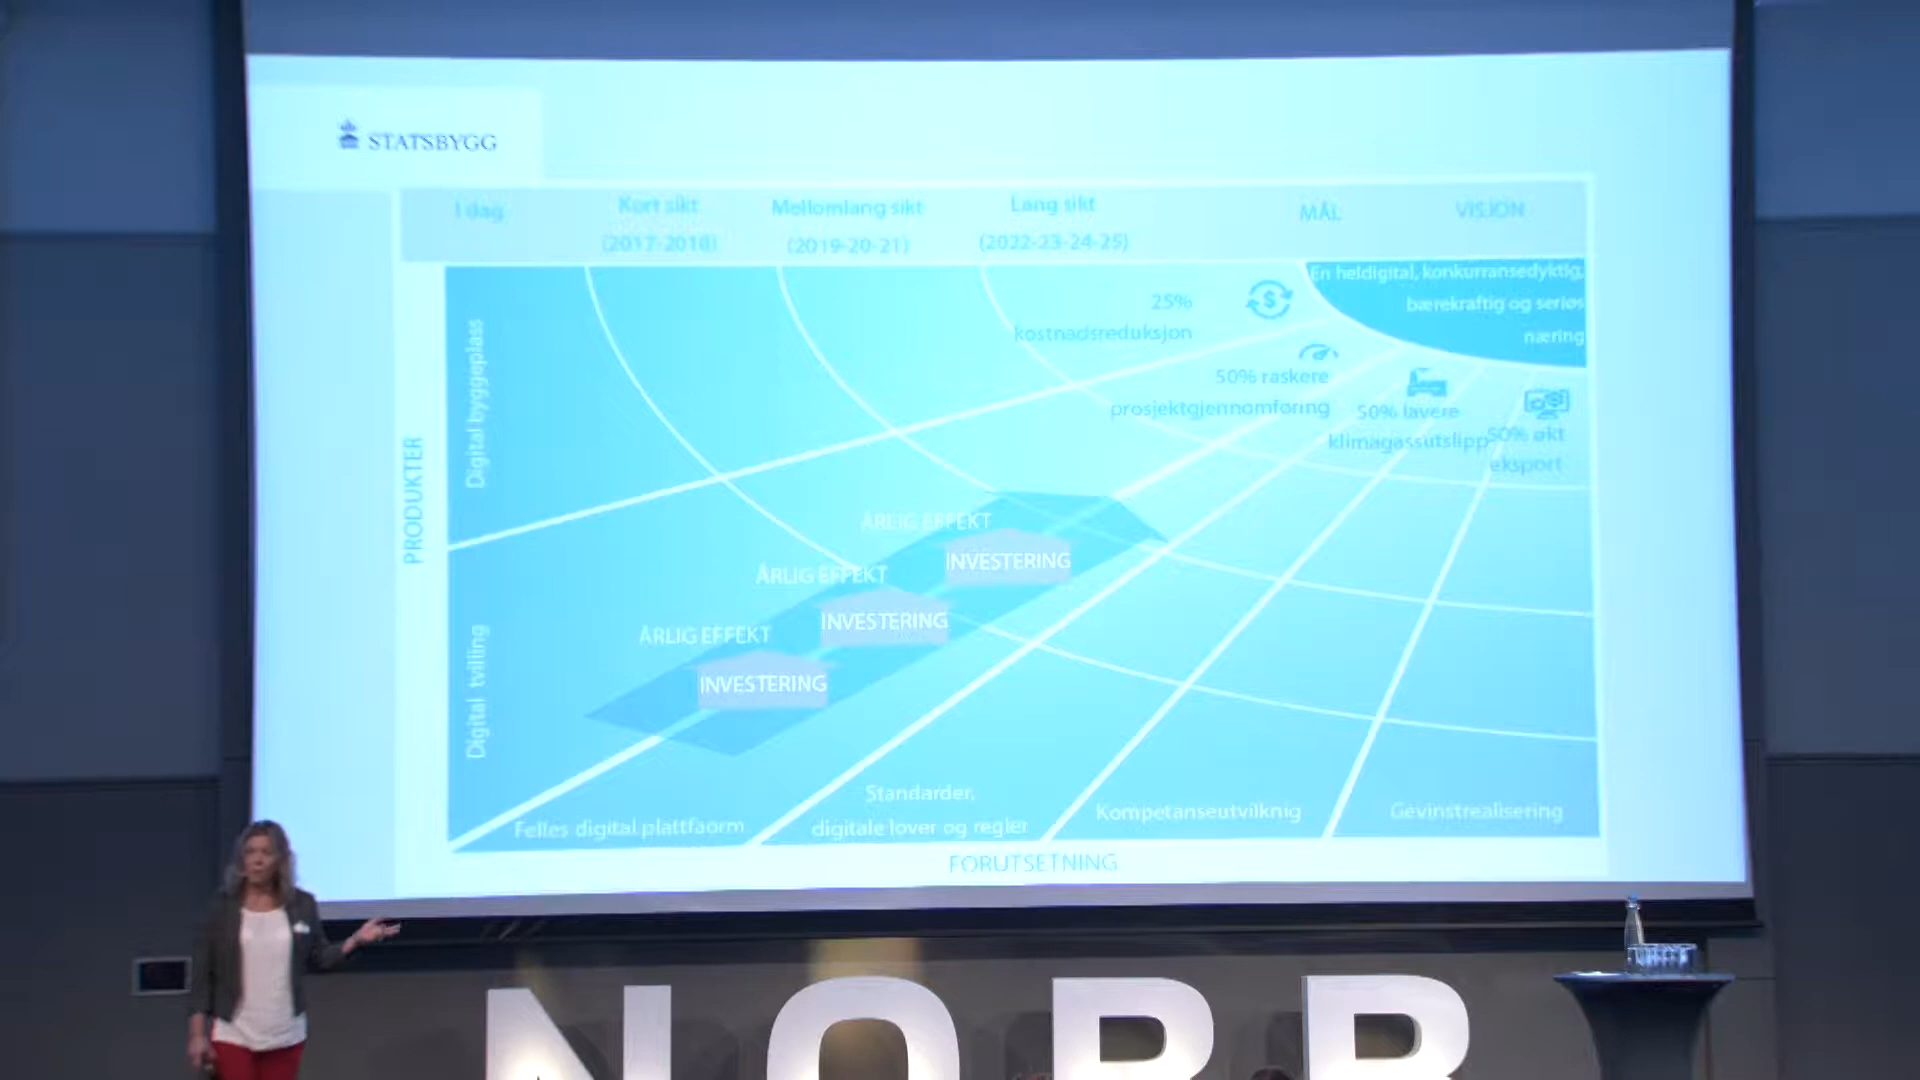 STATSBYGG
I dag
Kort sikt
(2017-2018)
Mellomlang sikt
(2019-20-21)
Lang sikt
(2022-23-24-25)
MÅL
VISJON
En heldigital, konkurransedyktig,
bærekraftig og seriøs
næring
25%
kostnadsreduksjon
50% raskere
prosjektgjennomføring
50% lavere
klimagassutslipp
50% økt
eksport
PRODUKTER
Digital byggeplass
Digital tvilling
ÅRLIG EFFEKT
INVESTERING
ÅRLIG EFFEKT
INVESTERING
ÅRLIG EFFEKT
INVESTERING
Felles digital plattfaorm
Standarder,
digitale lover og regler
Kompetanseutvilknig
Gevinstrealisering
FORUTSETNING
NOBB